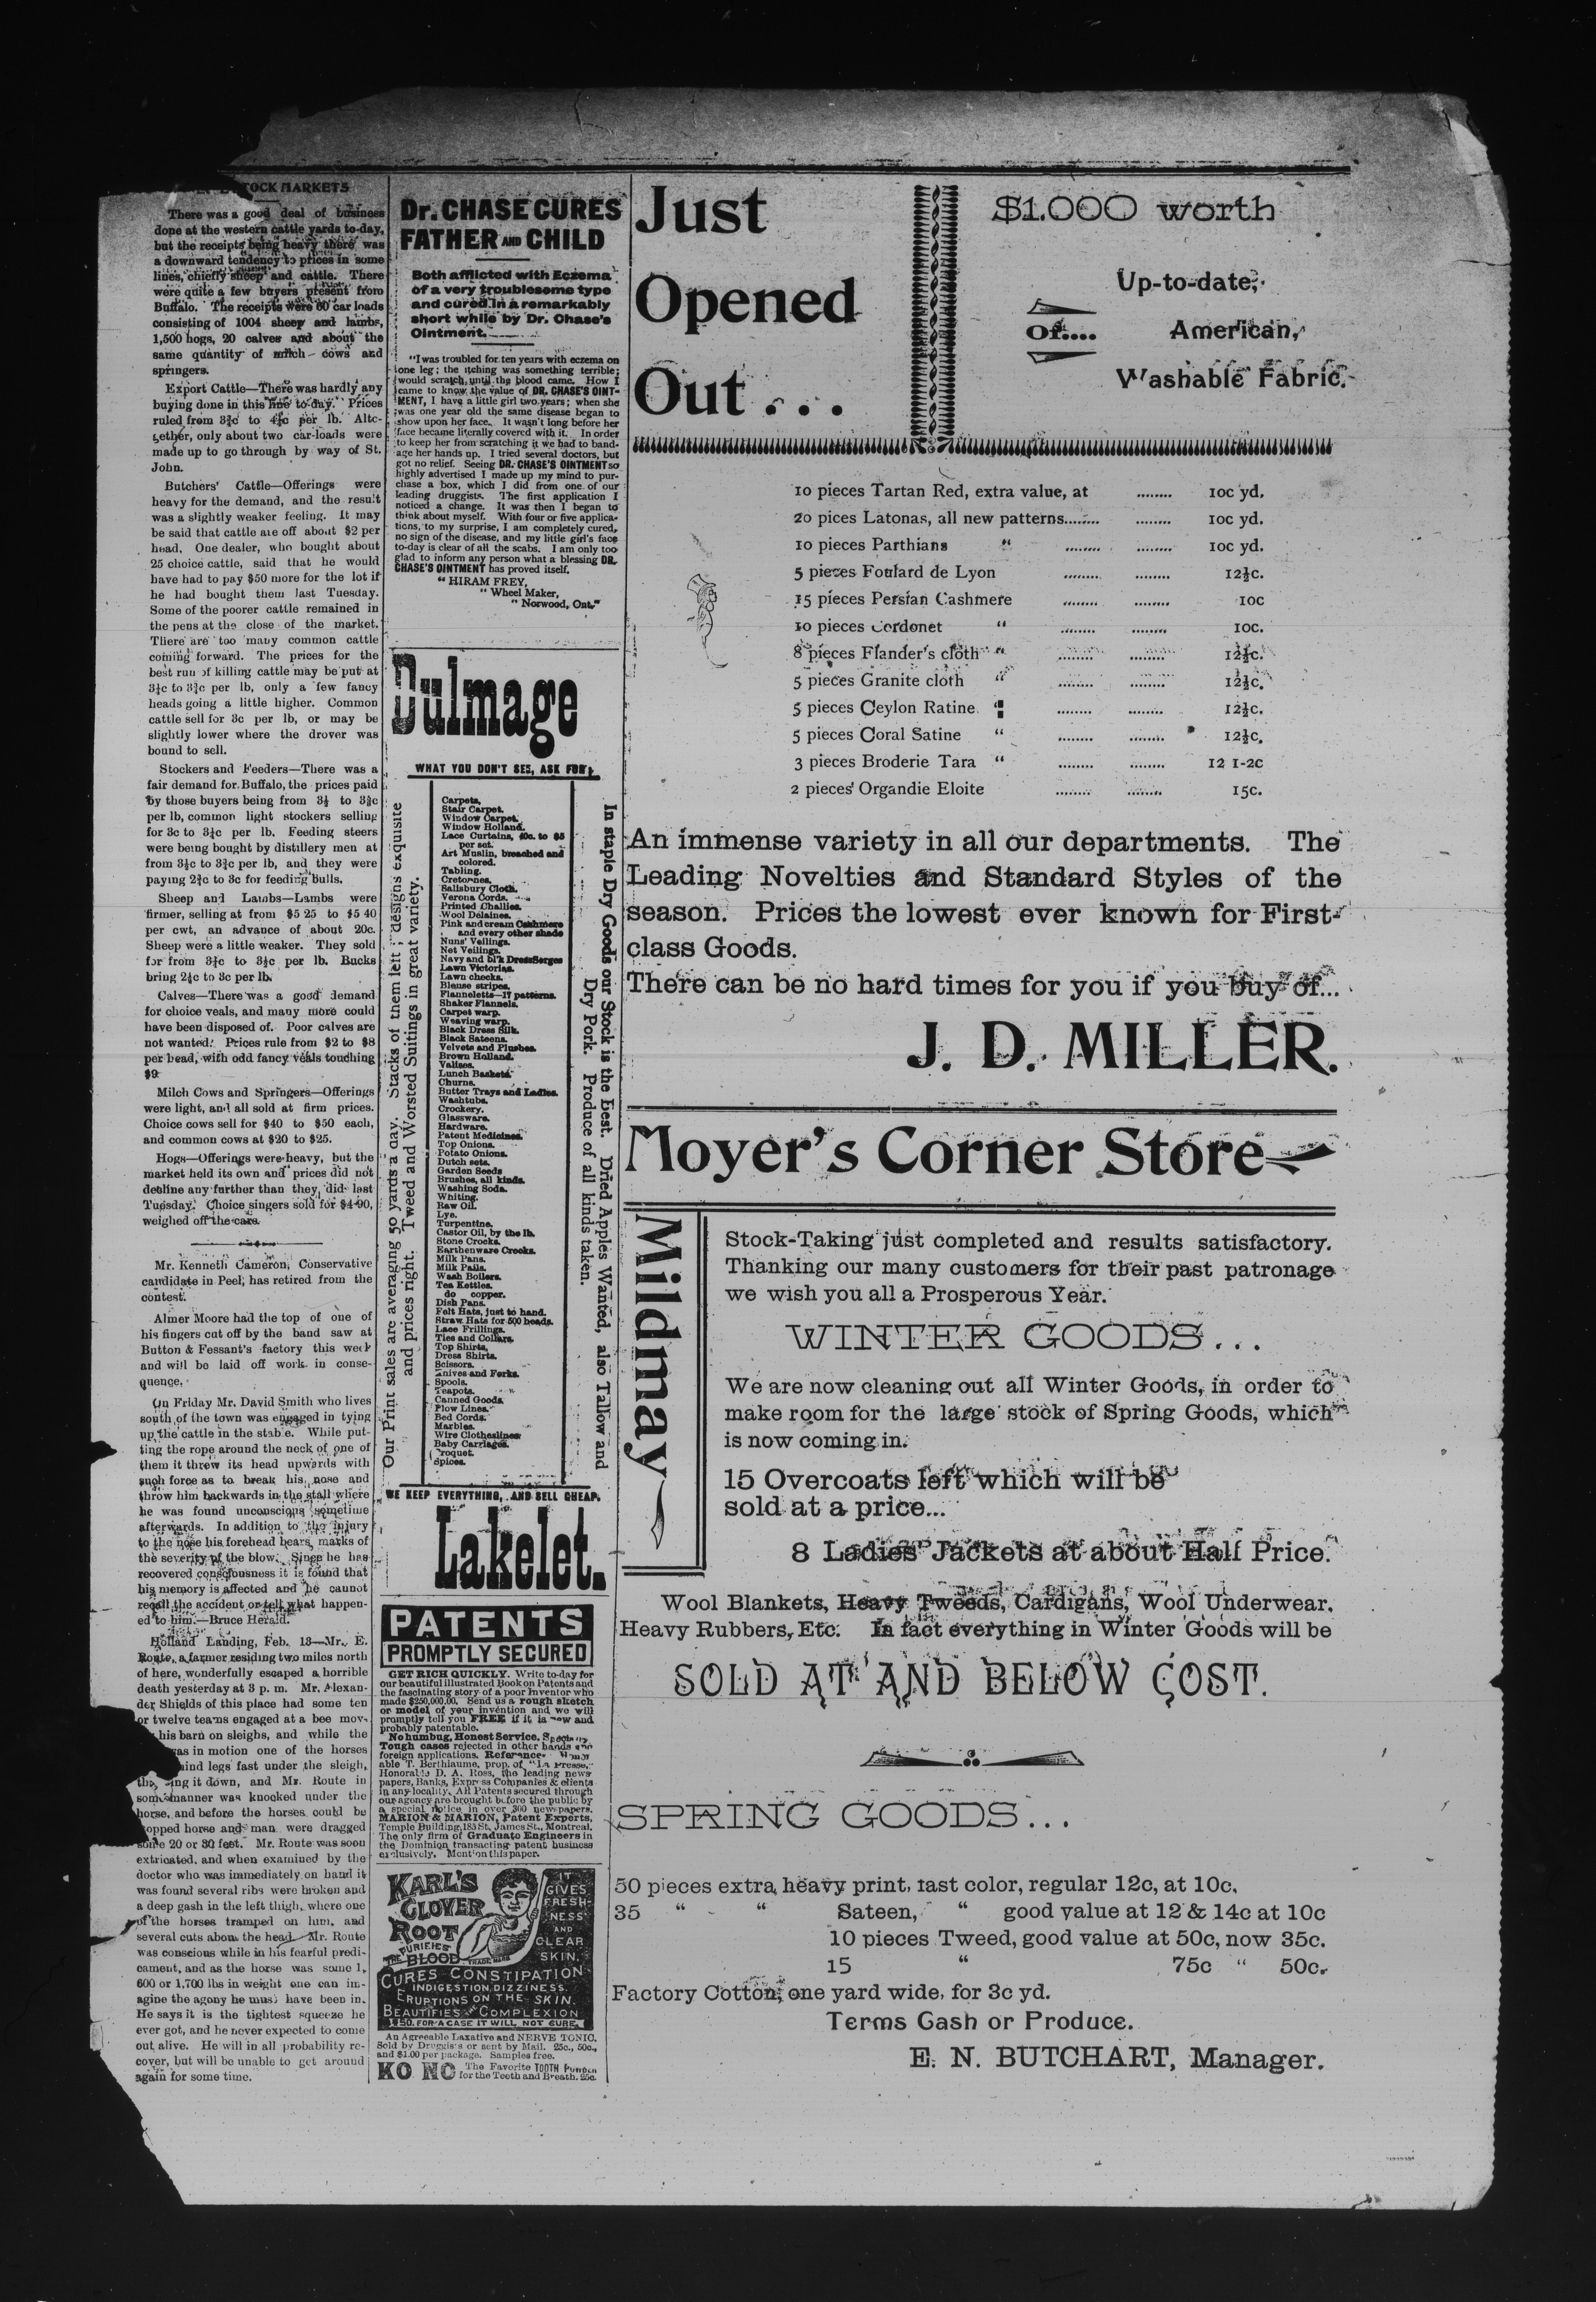 STOCK MARKETS
There was a good deal of business
done at the western cattle yards to-day,
but the receipts being heavy there was
a downward tendency to prices in some
lines, chiefly sheep and cattle. There
were quite a few buyers present from
Buffalo. The receipts were 60 car loads
consisting of 1004 sheep and lambs,
1,500 hogs, 20 calves and about the
same quantity of milch cows and
springers.
Export Cattle—There was hardly any
buying done in this line to-day. Prices
ruled from to per lb. Alto-
gether, only about two car-loads were
made up to go through by way of St.
John.
Butchers' Cattle—Offerings were
heavy for the demand, and the result
was a slightly weaker feeling. It may
be said that cattle are off about $2 per
head. One dealer, who bought about
25 choice cattle, said that he would
have had to pay $50 more for the lot if
he had bought them last Tuesday.
Some of the poorer cattle remained in
the pens at the close of the market.
There are too many common cattle
coming forward. The prices for the
best run of killing cattle may be put at
to per lb, only a few fancy
heads going a little higher. Common
cattle sell for 3c per lb, or may be
slightly lower where the drover was
bound to sell.
Stockers and Feeders—There was a
fair demand for Buffalo, the prices paid
by those buyers being from to
per lb, common light stockers selling
for 3c to per lb. Feeding steers
were being bought by distillery men at
from to per lb, and they were
paying to 3c for feeding bulls.
Sheep and Lambs—Lambs were
firmer, selling at from $5 25 to $5 40
per cwt, an advance of about 20c.
Sheep were a little weaker. They sold
for from to per lb. Bucks
bring to 3c per lb.
Calves—There was a good demand
for choice veals, and many more could
have been disposed of. Poor calves are
not wanted. Prices rule from $2 to $8
per head, with odd fancy veals touching
$9
Milch Cows and Springers—Offerings
were light, and all sold at firm prices.
Choice cows sell for $40 to $50 each,
and common cows at $20 to $25.
Hogs—Offerings were heavy, but the
market held its own and prices did not
decline any further than they did last
Tuesday. Choice singers sold for $4 90,
weighed off the cars.
Mr. Kenneth Cameron, Conservative
candidate in Peel, has retired from the
contest.
Almer Moore had the top of one of
his fingers cut off by the band saw at
Button & Fessant's factory this week
and will be laid off work in conse-
quence.
On Friday Mr. David Smith who lives
south of the town was engaged in tying
up the cattle in the stable. While put-
ting the rope around the neck of one of
them it threw its head upwards with
such force as to break his nose and
throw him backwards in the stall where
he was found unconscious sometime
afterwards. In addition to the injury
to the nose his forehead bears marks of
the severity of the blow. Since he has
recovered consciousness it is found that
his memory is affected and he cannot
recall the accident or tell what happen-
ed to him.—Bruce Herald.
Holland Landing, Feb. 13—Mr. E.
Route, a farmer residing two miles north
of here, wonderfully escaped a horrible
death yesterday at 3 p. m. Mr. Alexan-
der Shields of this place had some ten
or twelve teams engaged at a bee mov-
his barn on sleighs, and while the
was in motion one of the horses
hind legs fast under the sleigh,
ing it down, and Mr. Route in
some manner was knocked under the
horse, and before the horses could be
stopped horse and man were dragged
some 20 or 30 feet. Mr. Route was soon
extricated, and when examined by the
doctor who was immediately on hand it
was found several ribs were broken and
a deep gash in the left thigh, where one
of the horses tramped on him, and
several cuts about the head. Mr. Route
was conscious while in his fearful predi-
cament, and as the horse was some 1,
600 or 1,700 lbs in weight one can im-
agine the agony he must have been in.
He says it is the tightest squeeze he
ever got, and he never expected to come
out alive. He will in all probability re-
cover, but will be unable to get around
again for some time.
Dr. CHASE CURES
FATHER AND CHILD
Both afflicted with Eczema
of a very troublesome type
and cured in a remarkably
short while by Dr. Chase's
Ointment.
"I was troubled for ten years with eczema on
one leg; the itching was something terrible;
would scratch until the blood came. How I
came to know the value of DR. CHASE'S OINT-
MENT, I have a little girl two years; when she
was one year old the same disease began to
show upon her face. It wasn't long before her
face became literally covered with it. In order
to keep her from scratching it we had to band-
age her hands up. I tried several doctors, but
got no relief. Seeing DR. CHASE'S OINTMENT so
highly advertised I made up my mind to pur-
chase a box, which I did from one of our
leading druggists. The first application I
noticed a change. It was then I began to
think about myself. With four or five applica-
tions, to my surprise, I am completely cured,
no sign of the disease, and my little girl's face
to-day is clear of all the scabs. I am only too
glad to inform any person what a blessing DR.
CHASE'S OINTMENT has proved itself.
" HIRAM FREY,
" Wheel Maker,
" Norwood, Ont."
Dulmage
WHAT YOU DON'T SEE, ASK FOR
Our Print sales are averaging 50 yards a day. Stacks of them left; designs exquisite
and prices right. Tweed and Worsted Suitings in great variety.
Carpets,
Stair Carpet.
Window Carpet.
Window Holland.
Lace Curtains, 40c. to $5
per set.
Art Muslin, breached and
colored.
Tabling.
Cretonnes.
Salisbury Cloth.
Verona Cords.
Printed Challies.
Wool Delaines.
Pink and cream Cashmere
and every other shade
Nuns' Veilings.
Net Veilings.
Navy and bl'k DressSerges
Lawn Victorias.
Lawn checks.
Blouse stripes.
Flannelette—17 patterns.
Shaker Flannels.
Carpet warp.
Weaving warp.
Black Dress Silk.
Black Sateens.
Velvets and Plushes.
Brown Holland.
Valises.
Lunch Baskets
Churns.
Butter Trays and Ladles.
Washtubs.
Crockery.
Glassware.
Hardware.
Patent Medicines.
Top Onions.
Potato Onions.
Dutch sets.
Garden Seeds
Brushes, all kinds.
Washing Soda.
Whiting.
Raw Oil.
Lye.
Turpentine.
Castor Oil, by the lb.
Stone Crocks.
Earthenware Crocks.
Milk Pans.
Milk Pails.
Wash Boilers.
Tea Kettles.
do copper.
Dish Pans.
Felt Hats, just to hand.
Straw Hats for 500 heads.
Lace Frillings.
Ties and Collars.
Top Shirts,
Dress Shirts.
Scissors.
Knives and Forks.
Spools.
Teapots.
Canned Goods.
Plow Lines.
Bed Cords.
Marbles.
Wire Clotheslines
Baby Carriages.
Croquet.
Spices.
In staple Dry Goods our Stock is the Best. Dried Apples Wanted, also Tallow and
Dry Pork. Produce of all kinds taken.
WE KEEP EVERYTHING, AND SELL CHEAP.
Lakelet.
PATENTS
PROMPTLY SECURED
GET RICH QUICKLY. Write to-day for
our beautiful illustrated Book on Patents and
the fascinating story of a poor Inventor who
made $250,000.00. Send us a rough sketch
or model of your invention and we will
promptly tell you FREE if it is new and
probably patentable.
No humbug, Honest Service. Specialty
Tough cases rejected in other hands and
foreign applications. References Honor
able T. Berthiaume, prop. of "La Presse,"
Honorable D. A. Ross, the leading news
papers, Banks, Express Companies & clients
in any locality. All Patents secured through
our agency are brought before the public by
a special notice in over 300 newspapers.
MARION & MARION, Patent Experts,
Temple Building, 185 St. James St., Montreal.
The only firm of Graduate Engineers in
the Dominion transacting patent business
exclusively. Mention this paper.
KARL'S
CLOVER
ROOT
PURIFIES
THE BLOOD
TRADE MARK
IT
GIVES
FRESH-
NESS
AND
CLEAR
SKIN.
CURES CONSTIPATION
INDIGESTION, DIZZINESS.
ERUPTIONS ON THE SKIN.
BEAUTIFIES THE COMPLEXION
$ 50. FOR A CASE IT WILL NOT CURE.
An Agreeable Laxative and NERVE TONIC.
Sold by Druggists or sent by Mail. 25c., 50c.,
and $1.00 per package. Samples free.
KO NO The Favorite TOOTH POWDER
for the Teeth and Breath. 25c.
Just
Opened
Out...
$1.000 worth
Up-to-date,
Of....
American,
Washable Fabric.
10 pieces Tartan Red, extra value, at ........ 10c yd.
20 pices Latonas, all new patterns........ ........ 10c yd.
10 pieces Parthians " ........ ........ 10c yd.
5 pieces Foulard de Lyon ........ ........ 12½c.
15 pieces Persian Cashmere ........ ........ 10c
10 pieces Cordonet " ........ ........ 10c.
8 pieces Flander's cloth " ........ ........ 12½c.
5 pieces Granite cloth " ........ ........ 12½c.
5 pieces Ceylon Ratine " ........ ........ 12½c.
5 pieces Coral Satine " ........ ........ 12½c.
3 pieces Broderie Tara " ........ ........ 12 1-2c
2 pieces Organdie Eloite ........ ........ 15c.
An immense variety in all our departments. The
Leading Novelties and Standard Styles of the
season. Prices the lowest ever known for First-
class Goods.
There can be no hard times for you if you buy of...
J. D. MILLER.
Moyer's Corner Store
Mildmay
Stock-Taking just completed and results satisfactory.
Thanking our many customers for their past patronage
we wish you all a Prosperous Year.
WINTER GOODS...
We are now cleaning out all Winter Goods, in order to
make room for the large stock of Spring Goods, which
is now coming in.
15 Overcoats left which will be
sold at a price...
8 Ladies' Jackets at about Half Price.
Wool Blankets, Heavy Tweeds, Cardigans, Wool Underwear.
Heavy Rubbers, Etc. In fact everything in Winter Goods will be
SOLD AT AND BELOW COST.
SPRING GOODS...
50 pieces extra heavy print, fast color, regular 12c, at 10c.
35 " " Sateen, " good value at 12 & 14c at 10c
10 pieces Tweed, good value at 50c, now 35c.
15 " 75c " 50c.
Factory Cotton, one yard wide, for 3c yd.
Terms Cash or Produce.
E. N. BUTCHART, Manager.